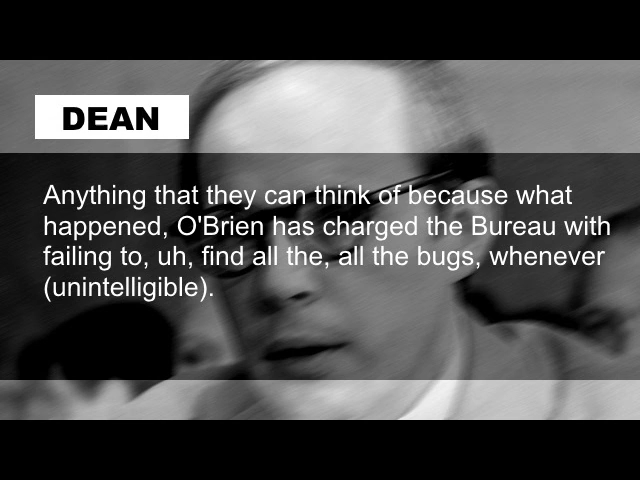 DEAN
Anything that they can think of because what
happened, O'Brien has charged the Bureau with
failing to, uh, find all the, all the bugs, whenever
(unintelligible).